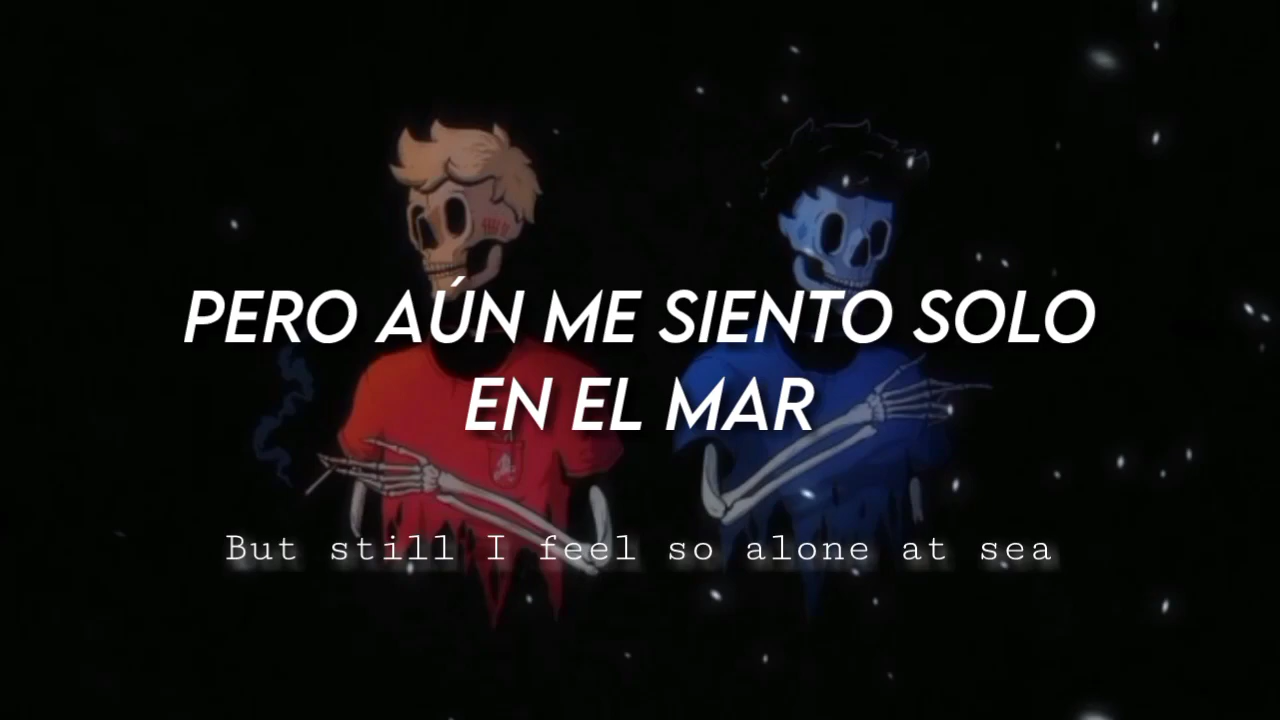 PERO AÚN ME SIENTO SOLO
EN EL MAR
But still I feel so alone at sea